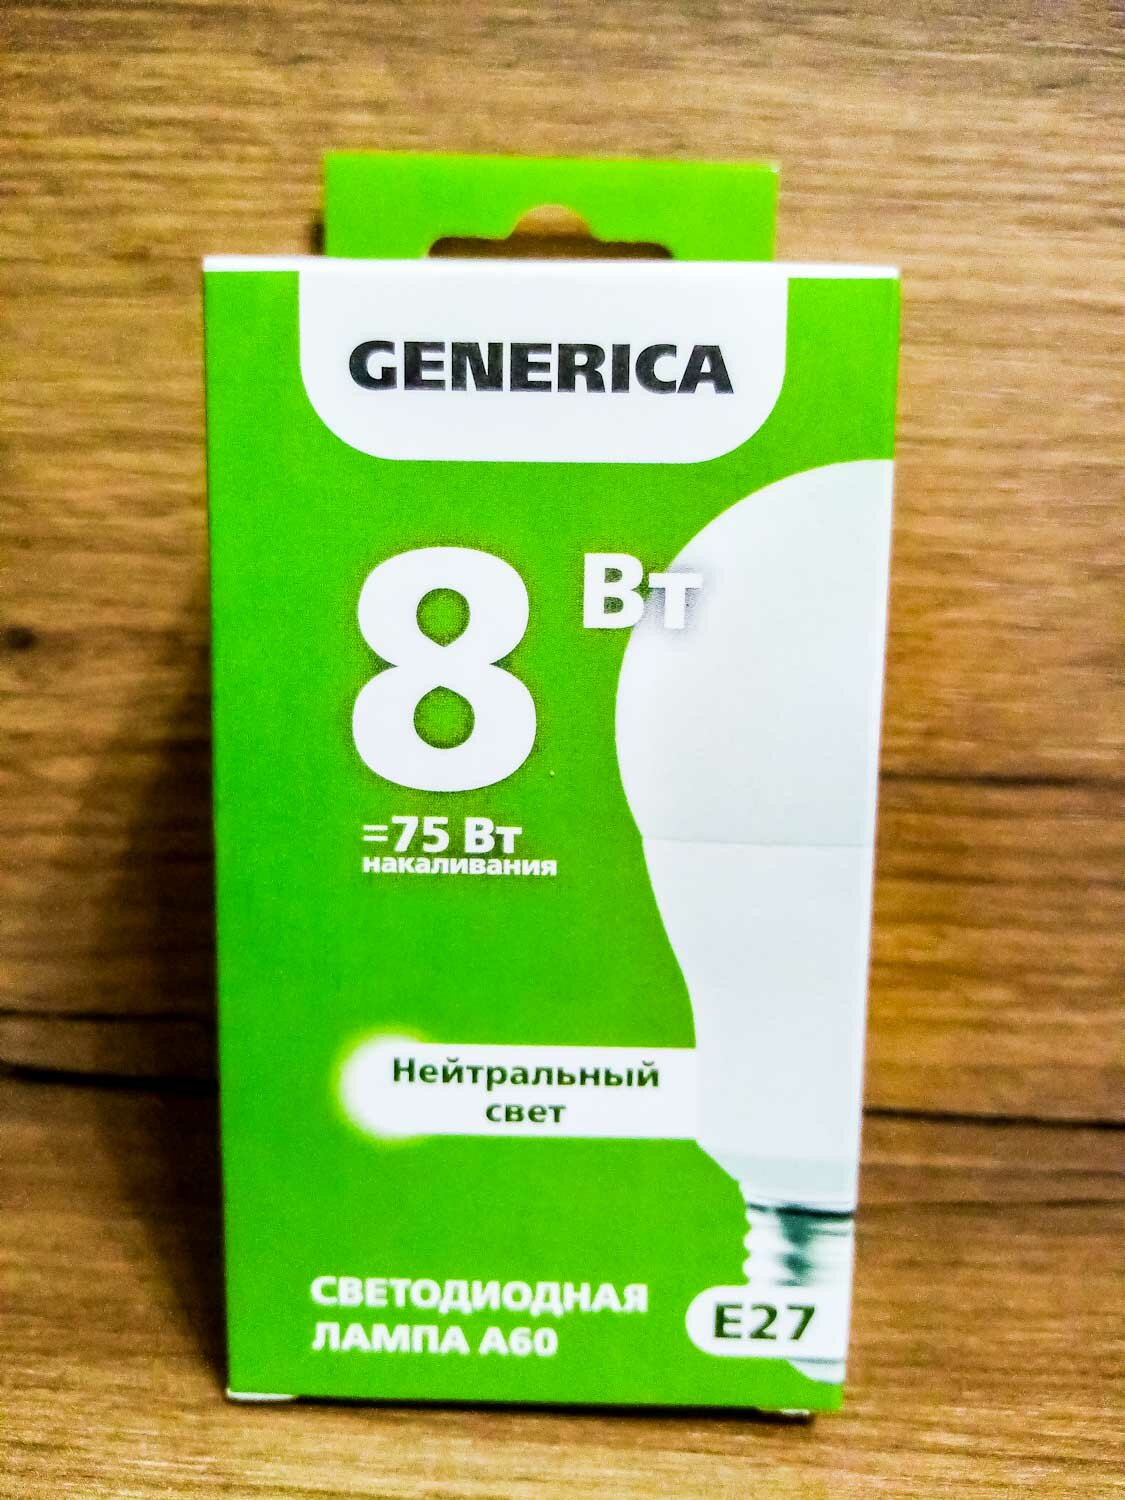 GENERICA
8 Вт
=75 Вт
накаливания
Нейтральный
свет
СВЕТОДИОДНАЯ
ЛАМПА А60
E27